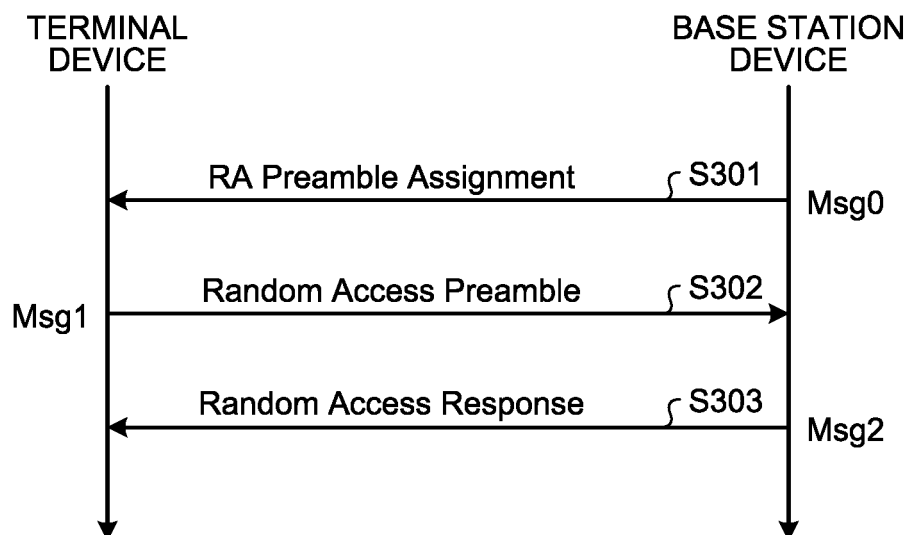 TERMINAL
DEVICE
BASE STATION
DEVICE
RA Preamble Assignment
S301
Msg0
Random Access Preamble
S302
Msg1
Random Access Response
S303
Msg2